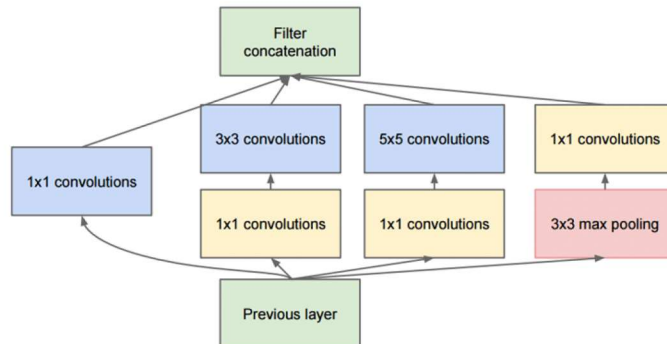 Filter
concatenation
3x3 convolutions
5x5 convolutions
1x1 convolutions
1x1 convolutions
1x1 convolutions
1x1 convolutions
3x3 max pooling
Previous layer